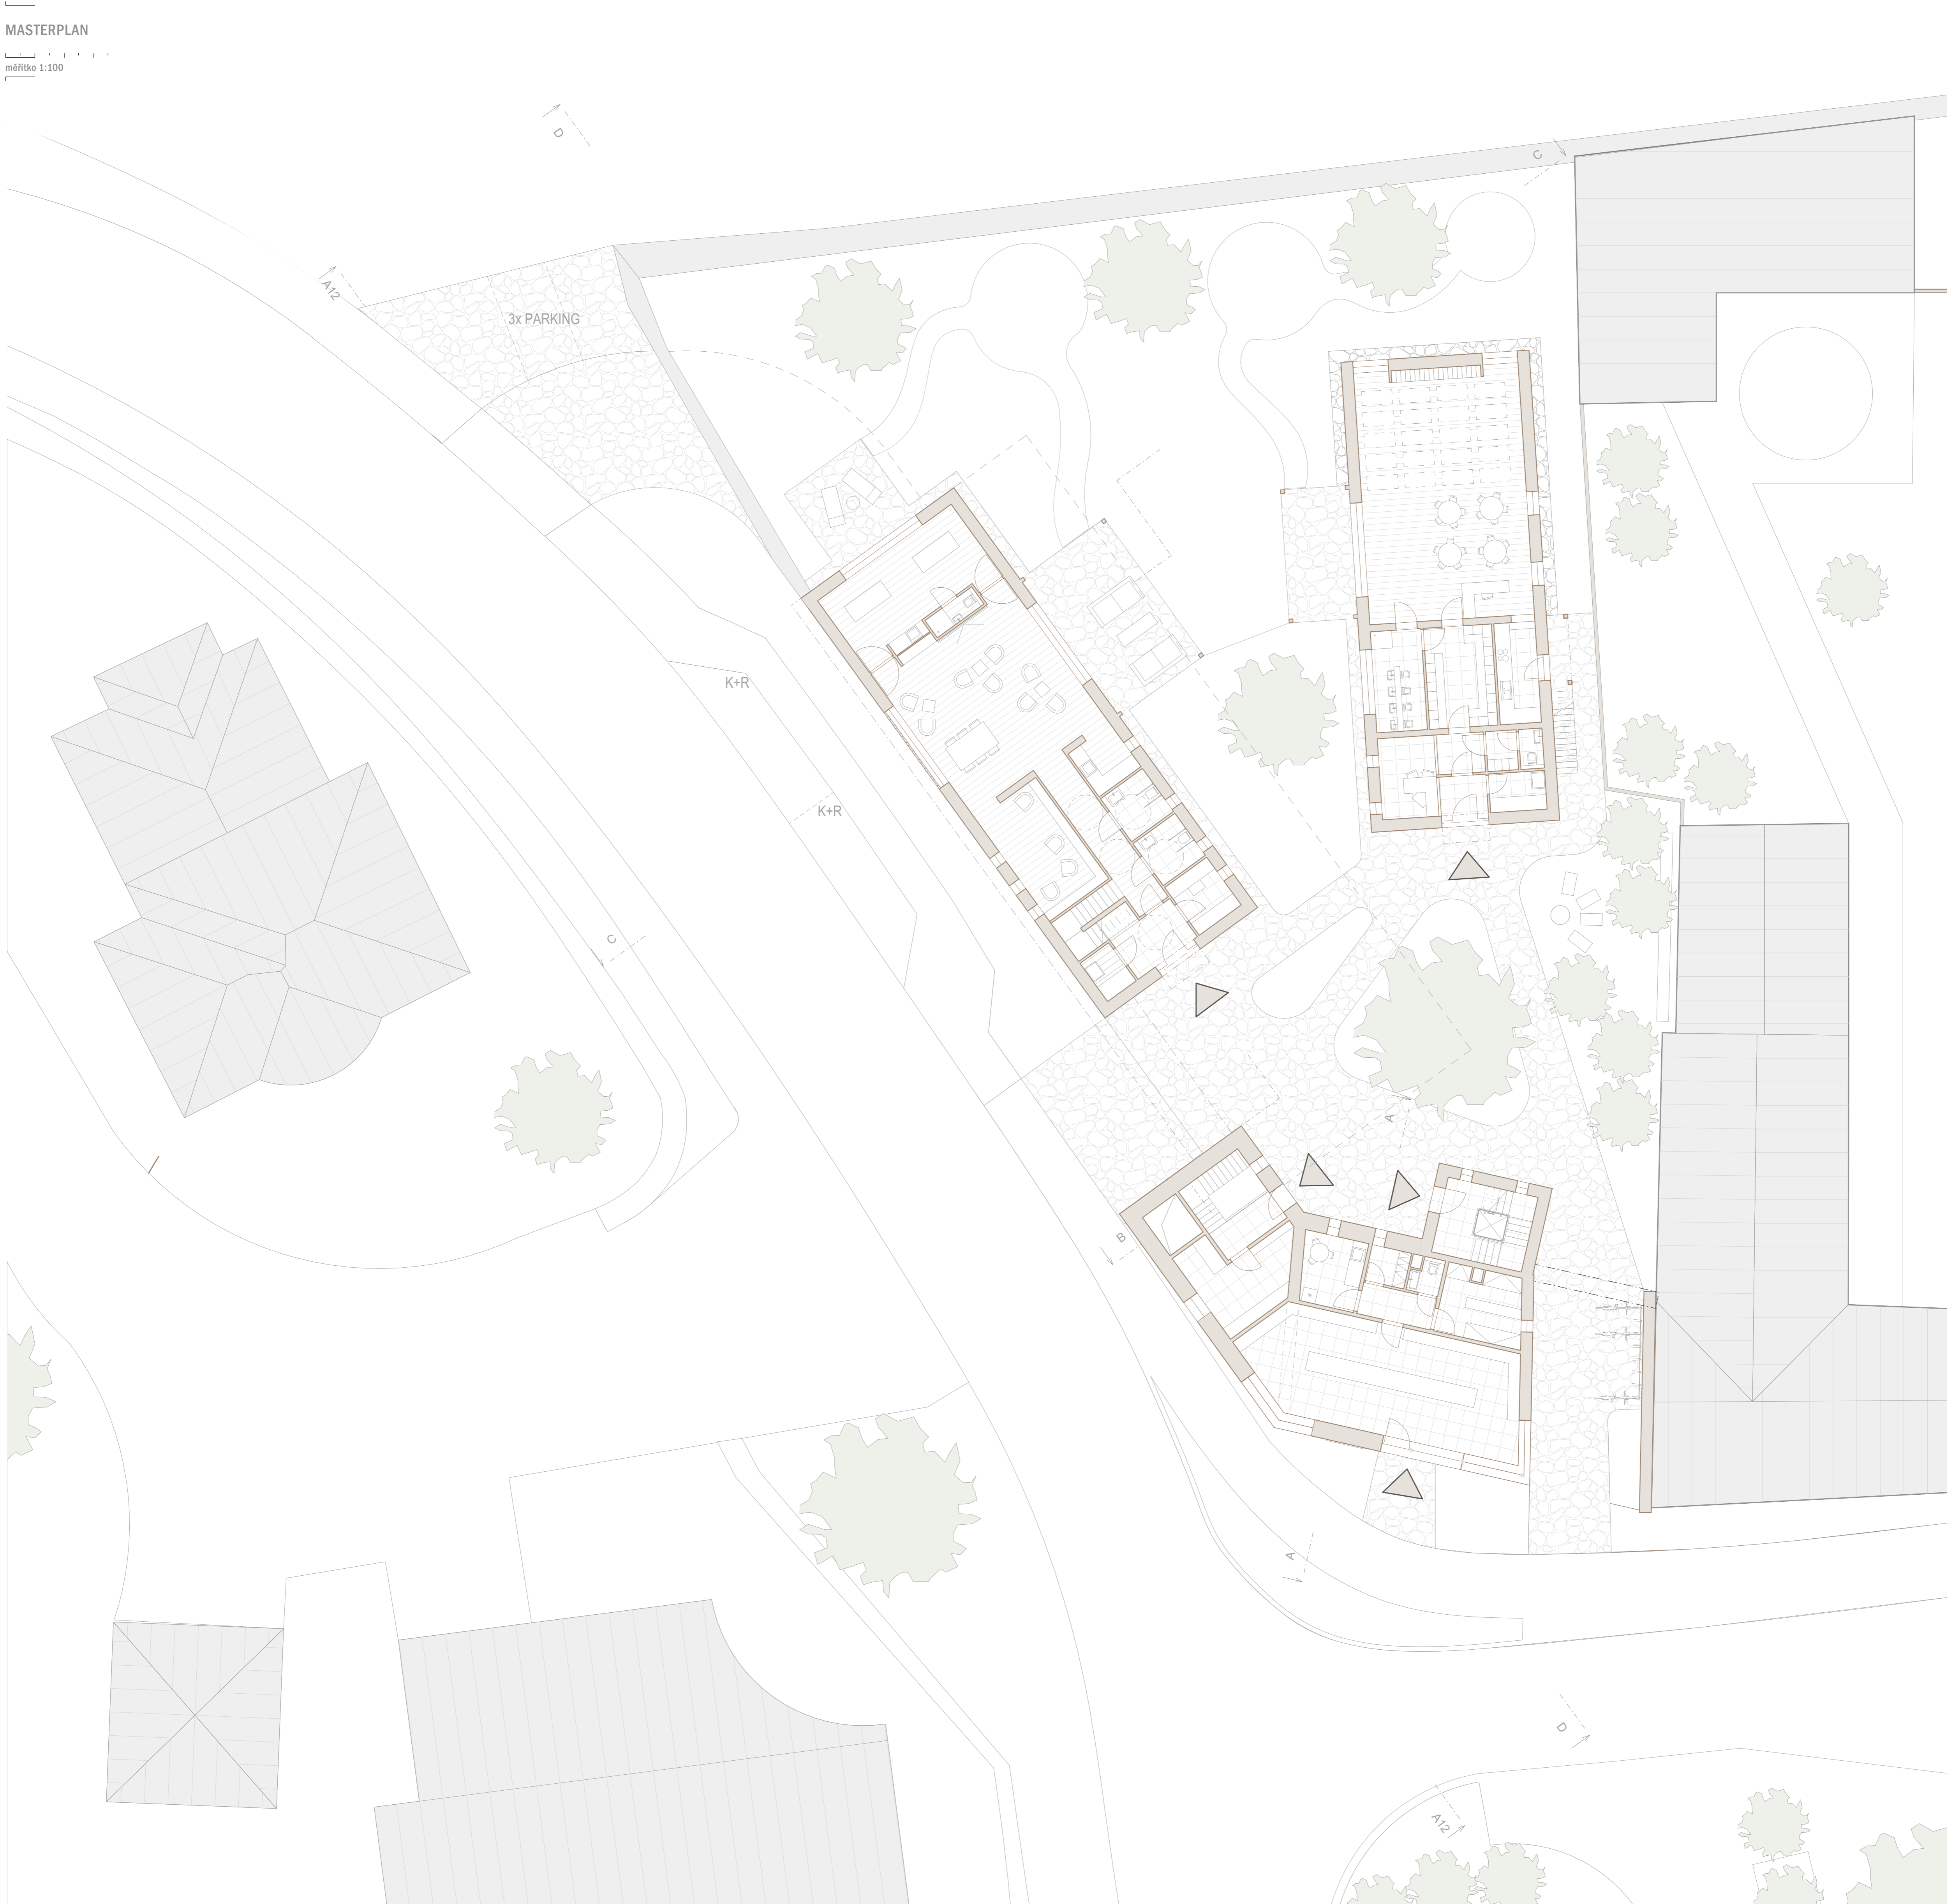 MASTERPLAN
měřítko 1:100
D
C
A12
3x PARKING
K+R
K+R
C
A
B
A
D
A12